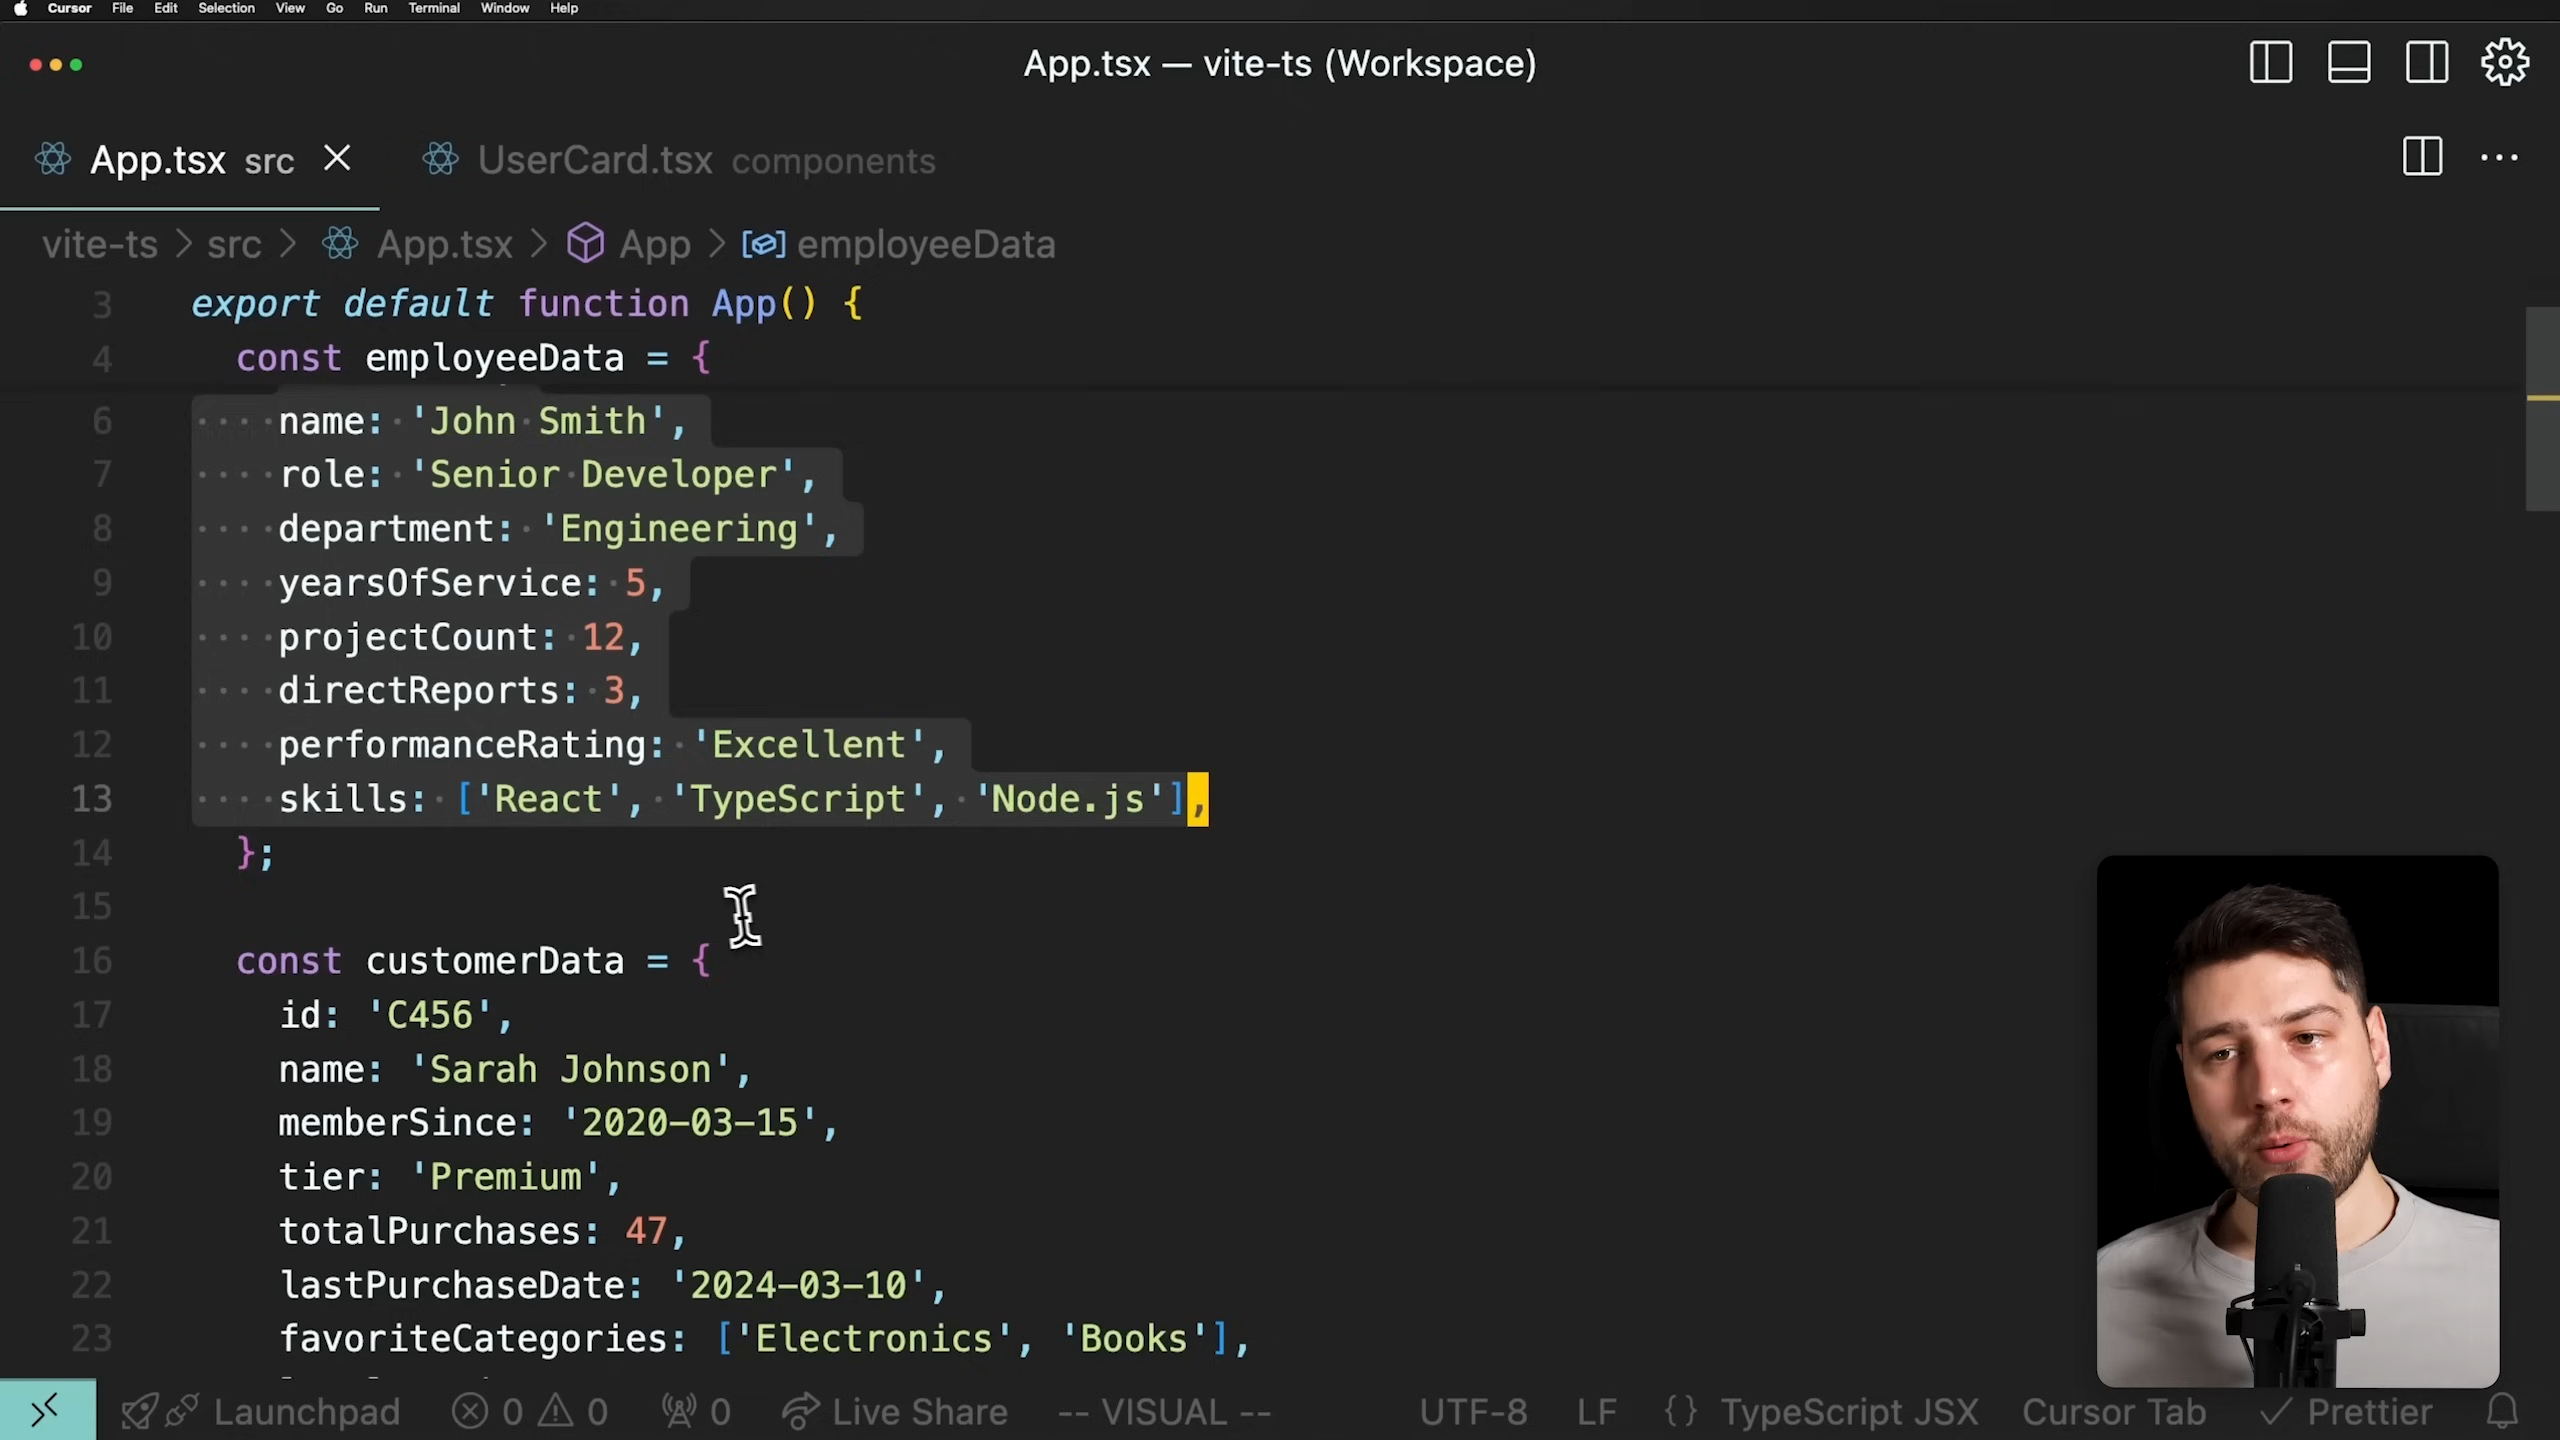 Cursor File Edit Selection View Go Run Terminal Window Help
App.tsx — vite-ts (Workspace)
App.tsx src UserCard.tsx components
vite-ts > src > App.tsx > App > employeeData
3 export default function App() {
4 const employeeData = {
6 name: 'John Smith',
7 role: 'Senior Developer',
8 department: 'Engineering',
9 yearsOfService: 5,
10 projectCount: 12,
11 directReports: 3,
12 performanceRating: 'Excellent',
13 skills: ['React', 'TypeScript', 'Node.js'],
14 };
15
16 const customerData = {
17 id: 'C456',
18 name: 'Sarah Johnson',
19 memberSince: '2020-03-15',
20 tier: 'Premium',
21 totalPurchases: 47,
22 lastPurchaseDate: '2024-03-10',
23 favoriteCategories: ['Electronics', 'Books'],
Launchpad 0 0 0 Live Share -- VISUAL -- UTF-8 LF {} TypeScript JSX Cursor Tab Prettier